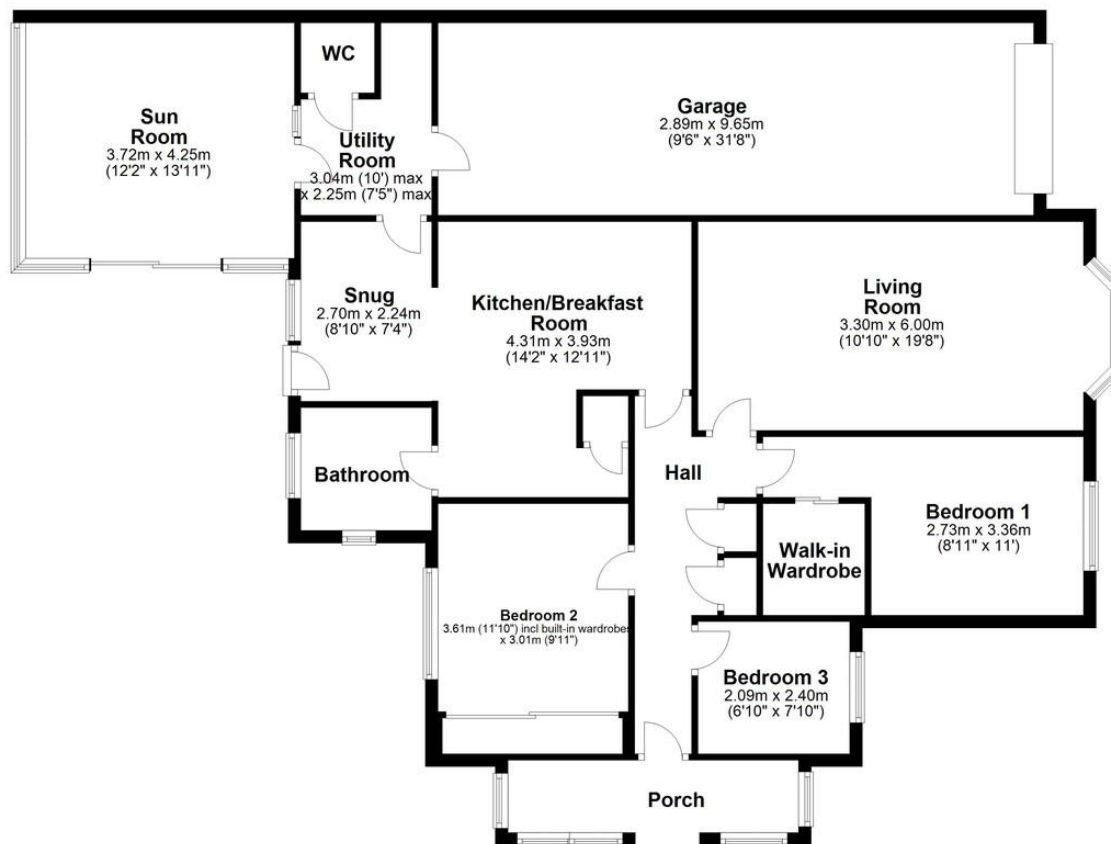 WC
Sun
Room
3.72m x 4.25m
(12'2" x 13'11")
Utility
Room
3.04m (10') max
x 2.25m (7'5") max
Garage
2.89m x 9.65m
(9'6" x 31'8")
Snug
2.70m x 2.24m
(8'10" x 7'4")
Kitchen/Breakfast
Room
4.31m x 3.93m
(14'2" x 12'11")
Living
Room
3.30m x 6.00m
(10'10" x 19'8")
Bathroom
Hall
Bedroom 1
2.73m x 3.36m
(8'11" x 11')
Walk-in
Wardrobe
Bedroom 2
3.61m (11'10") incl built-in wardrobes
x 3.01m (9'11")
Bedroom 3
2.09m x 2.40m
(6'10" x 7'10")
Porch